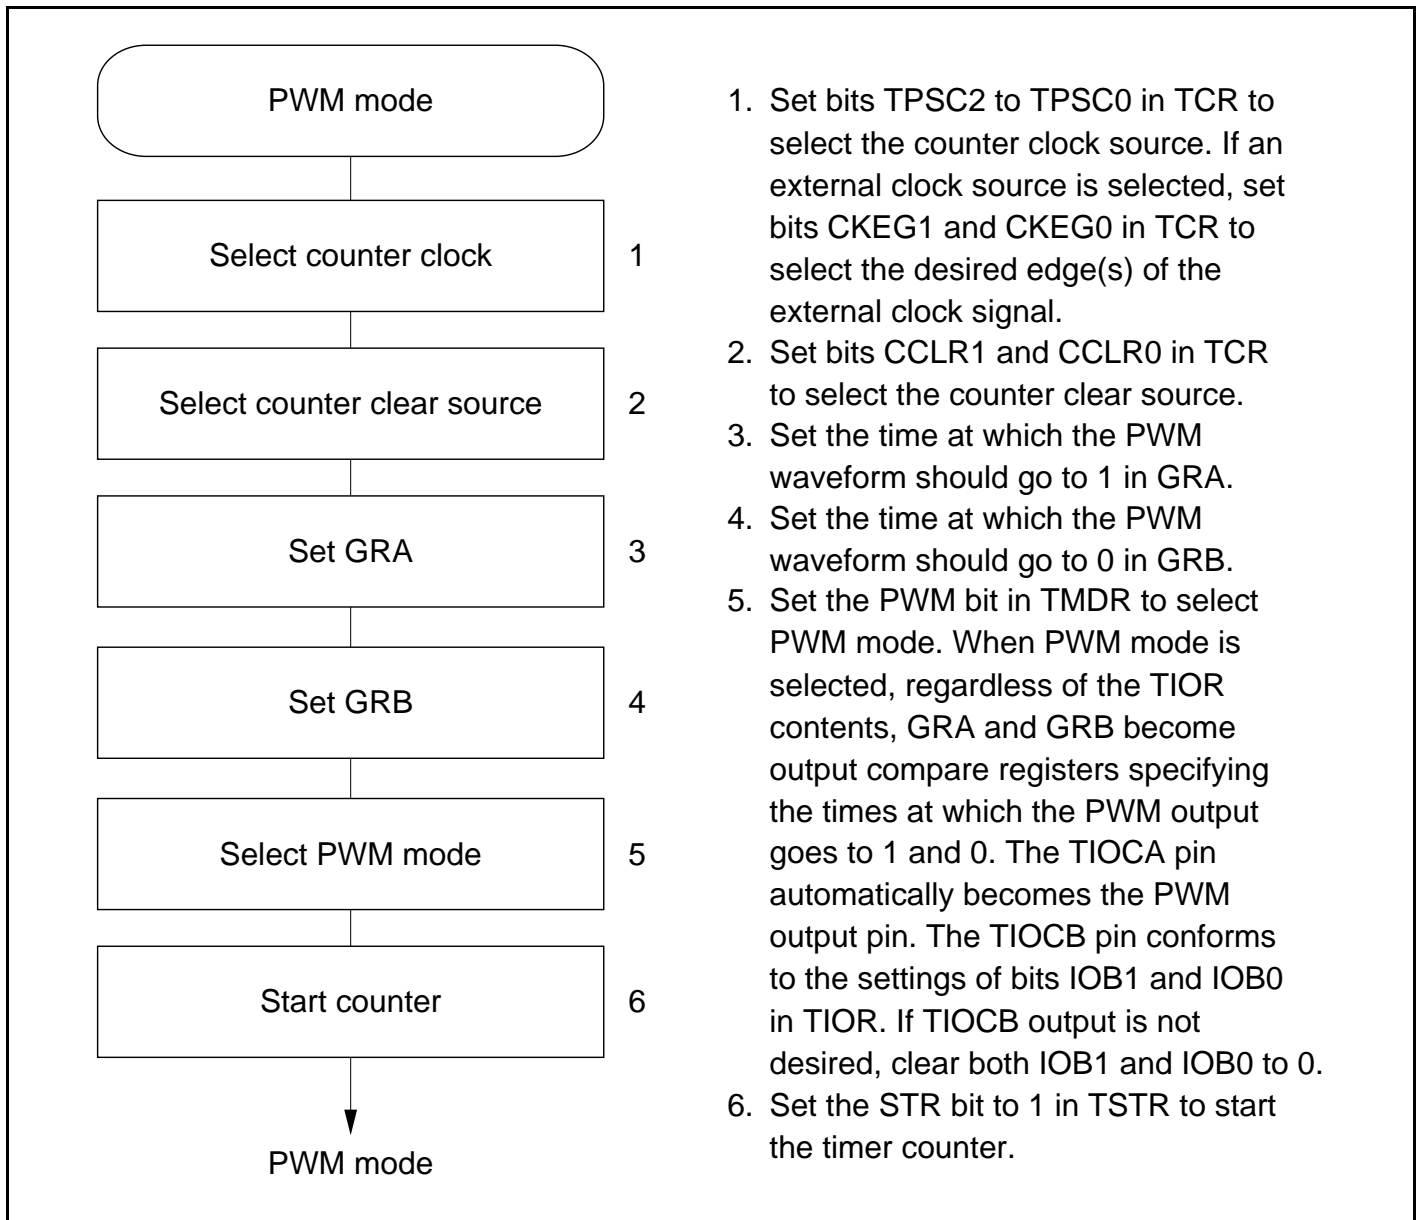 PWM mode
Select counter clock 1
Select counter clear source 2
Set GRA 3
Set GRB 4
Select PWM mode 5
Start counter 6
PWM mode
1. Set bits TPSC2 to TPSC0 in TCR to
select the counter clock source. If an
external clock source is selected, set
bits CKEG1 and CKEG0 in TCR to
select the desired edge(s) of the
external clock signal.
2. Set bits CCLR1 and CCLR0 in TCR
to select the counter clear source.
3. Set the time at which the PWM
waveform should go to 1 in GRA.
4. Set the time at which the PWM
waveform should go to 0 in GRB.
5. Set the PWM bit in TMDR to select
PWM mode. When PWM mode is
selected, regardless of the TIOR
contents, GRA and GRB become
output compare registers specifying
the times at which the PWM output
goes to 1 and 0. The TIOCA pin
automatically becomes the PWM
output pin. The TIOCB pin conforms
to the settings of bits IOB1 and IOB0
in TIOR. If TIOCB output is not
desired, clear both IOB1 and IOB0 to 0.
6. Set the STR bit to 1 in TSTR to start
the timer counter.